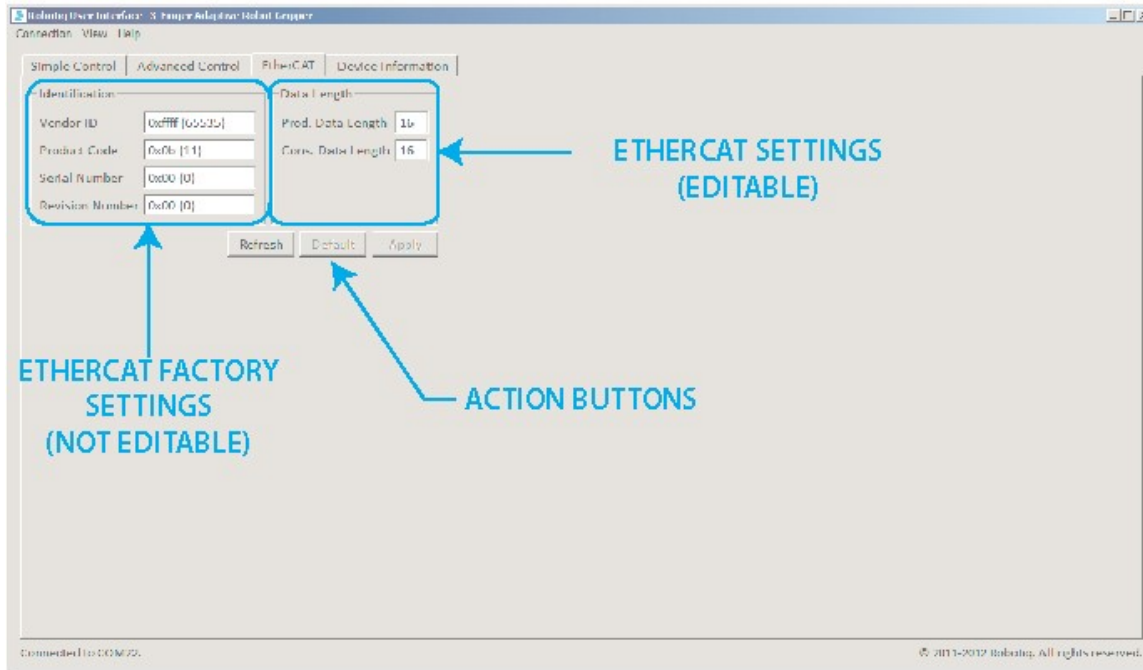 Robotiq User Interface - 3-Finger Adaptive Robot Gripper
Connection View Help
Simple Control Advanced Control EtherCAT Device Information
Identification
Vendor ID 0xffff (65535)
Product Code 0x0b (11)
Serial Number 0x00 (0)
Revision Number 0x00 (0)
Data Length
Prod. Data Length 16
Cons. Data Length 16
ETHERCAT SETTINGS
(EDITABLE)
Refresh Default Apply
ETHERCAT FACTORY
SETTINGS
(NOT EDITABLE)
ACTION BUTTONS
Connected to COM22.
© 2011-2012 Robotiq. All rights reserved.